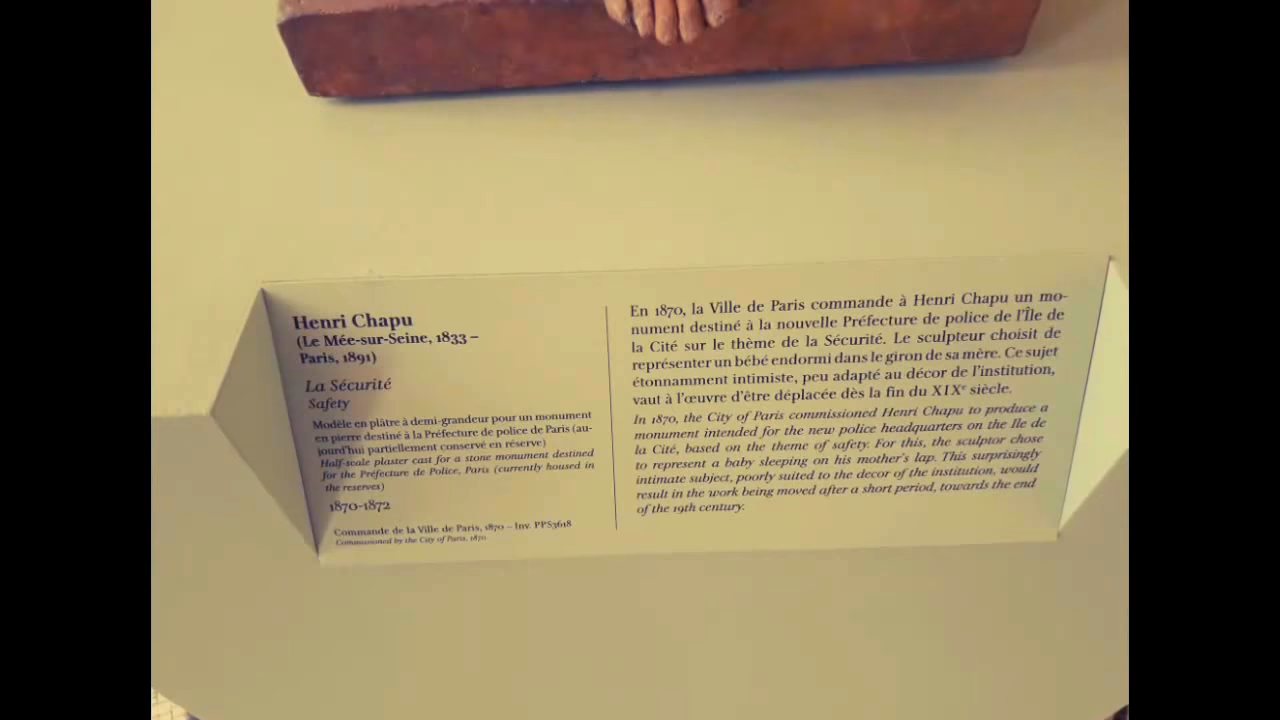 Henri Chapu
(Le Mée-sur-Seine, 1833 –
Paris, 1891)
La Sécurité
Safety
Modèle en plâtre à demi-grandeur pour un monument
en pierre destiné à la Préfecture de police de Paris (au-
jourd'hui partiellement conservé en réserve)
Half-scale plaster cast for a stone monument destined
for the Préfecture de Police, Paris (currently housed in
the reserves)
1870-1872
Commande de la Ville de Paris, 1870 – Inv. PPS3618
Commissioned by the City of Paris, 1870
En 1870, la Ville de Paris commande à Henri Chapu un mo-
nument destiné à la nouvelle Préfecture de police de l'Île de
la Cité sur le thème de la Sécurité. Le sculpteur choisit de
représenter un bébé endormi dans le giron de sa mère. Ce sujet
étonnamment intimiste, peu adapté au décor de l'institution,
vaut à l'œuvre d'être déplacée dès la fin du XIXe siècle.
In 1870, the City of Paris commissioned Henri Chapu to produce a
monument intended for the new police headquarters on the Ile de
la Cité, based on the theme of safety. For this, the sculptor chose
to represent a baby sleeping on his mother's lap. This surprisingly
intimate subject, poorly suited to the decor of the institution, would
result in the work being moved after a short period, towards the end
of the 19th century.